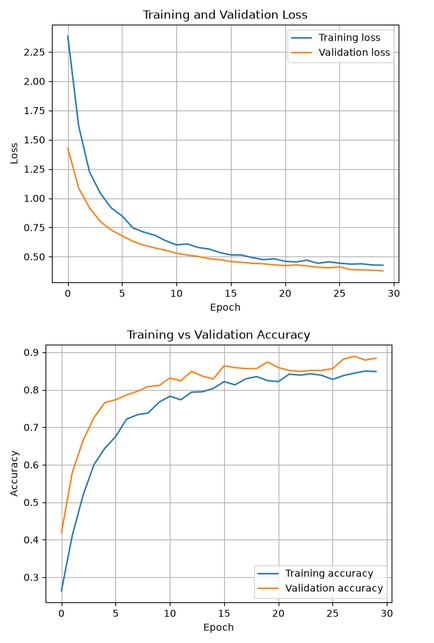 Training and Validation Loss
Training loss
Validation loss
2.25
2.00
1.75
1.50
1.25
1.00
0.75
0.50
Loss
0 5 10 15 20 25 30
Epoch
Training vs Validation Accuracy
0.9
0.8
0.7
0.6
0.5
0.4
0.3
Accuracy
Training accuracy
Validation accuracy
0 5 10 15 20 25 30
Epoch